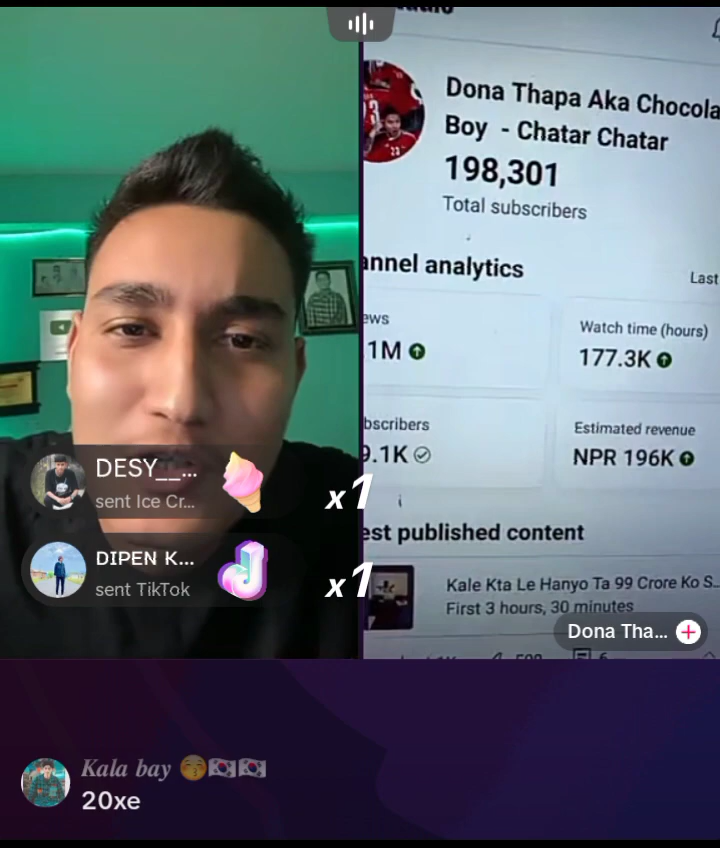 Dona Thapa Aka Chocola
Boy - Chatar Chatar
198,301
Total subscribers
annel analytics
Last
ews
1M
Watch time (hours)
177.3K
bscribers
9.1K
Estimated revenue
NPR 196K
est published content
Kale Kta Le Hanyo Ta 99 Crore Ko S...
First 3 hours, 30 minutes
Dona Tha...
DESY__...
sent Ice Cr...
x1
DIPEN K...
sent TikTok
x1
Kala bay
20xe